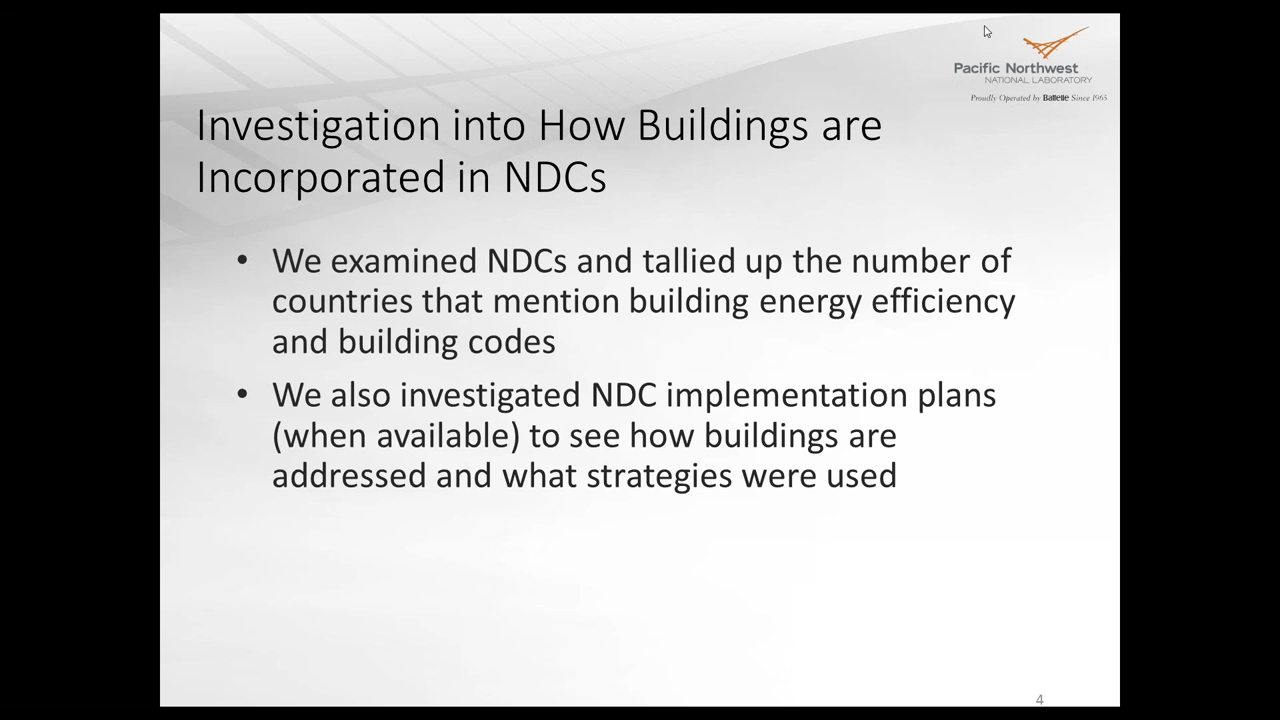 Pacific Northwest
NATIONAL LABORATORY
Proudly Operated by Battelle Since 1965
Investigation into How Buildings are
Incorporated in NDCs
• We examined NDCs and tallied up the number of
countries that mention building energy efficiency
and building codes
• We also investigated NDC implementation plans
(when available) to see how buildings are
addressed and what strategies were used
4